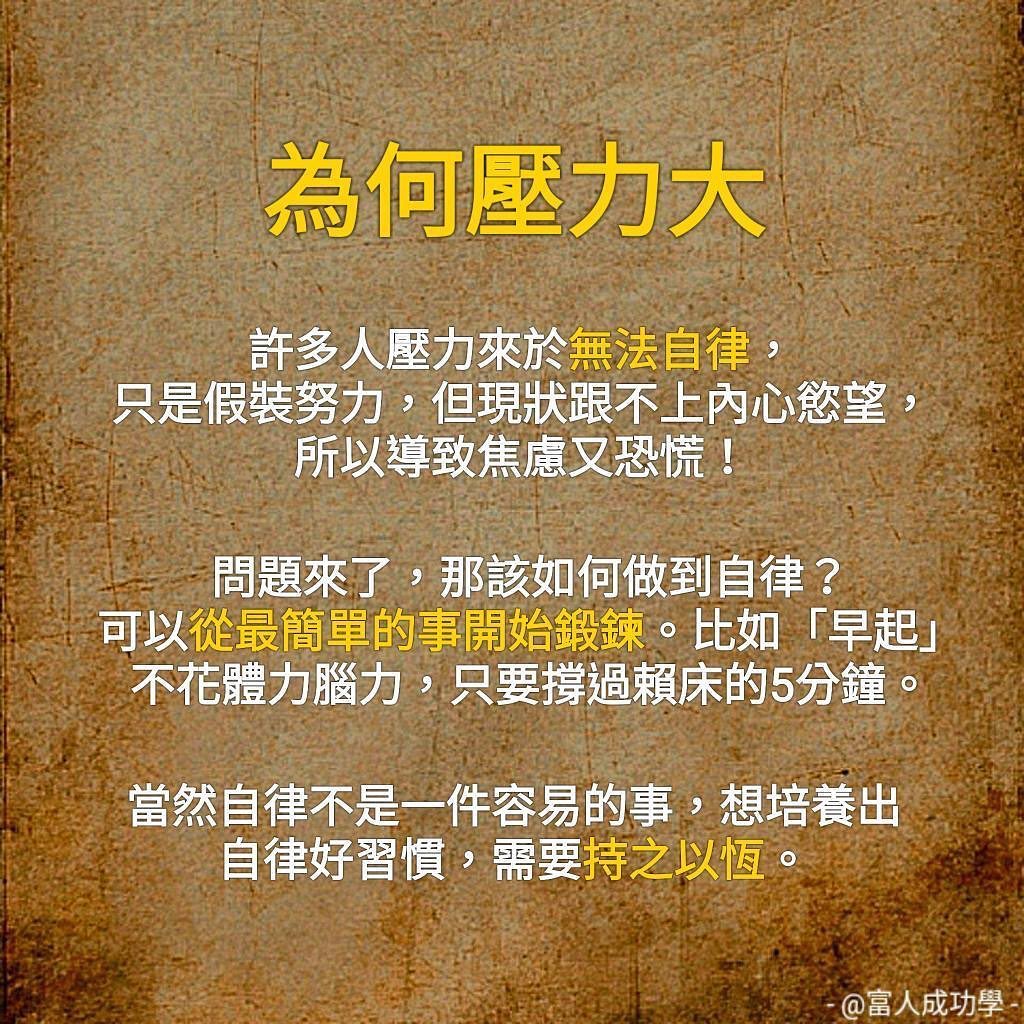 為何壓力大
許多人壓力來於無法自律，
只是假裝努力，但現狀跟不上內心慾望，
所以導致焦慮又恐慌！
問題來了，那該如何做到自律？
可以從最簡單的事開始鍛鍊。比如「早起」
不花體力腦力，只要撐過賴床的5分鐘。
當然自律不是一件容易的事，想培養出
自律好習慣，需要持之以恆。
- @富人成功學 -